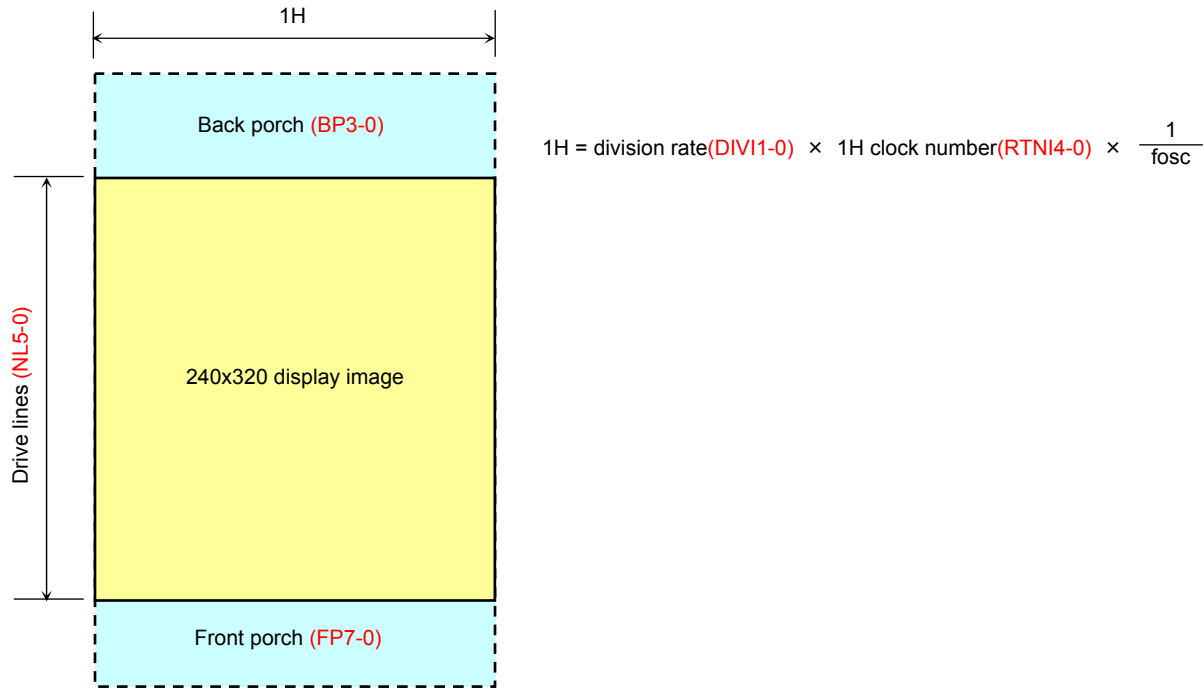 1H
Back porch (BP3-0)
1H = division rate(DIVI1-0) × 1H clock number(RTNI4-0) × 1
fosc
Drive lines (NL5-0)
240x320 display image
Front porch (FP7-0)